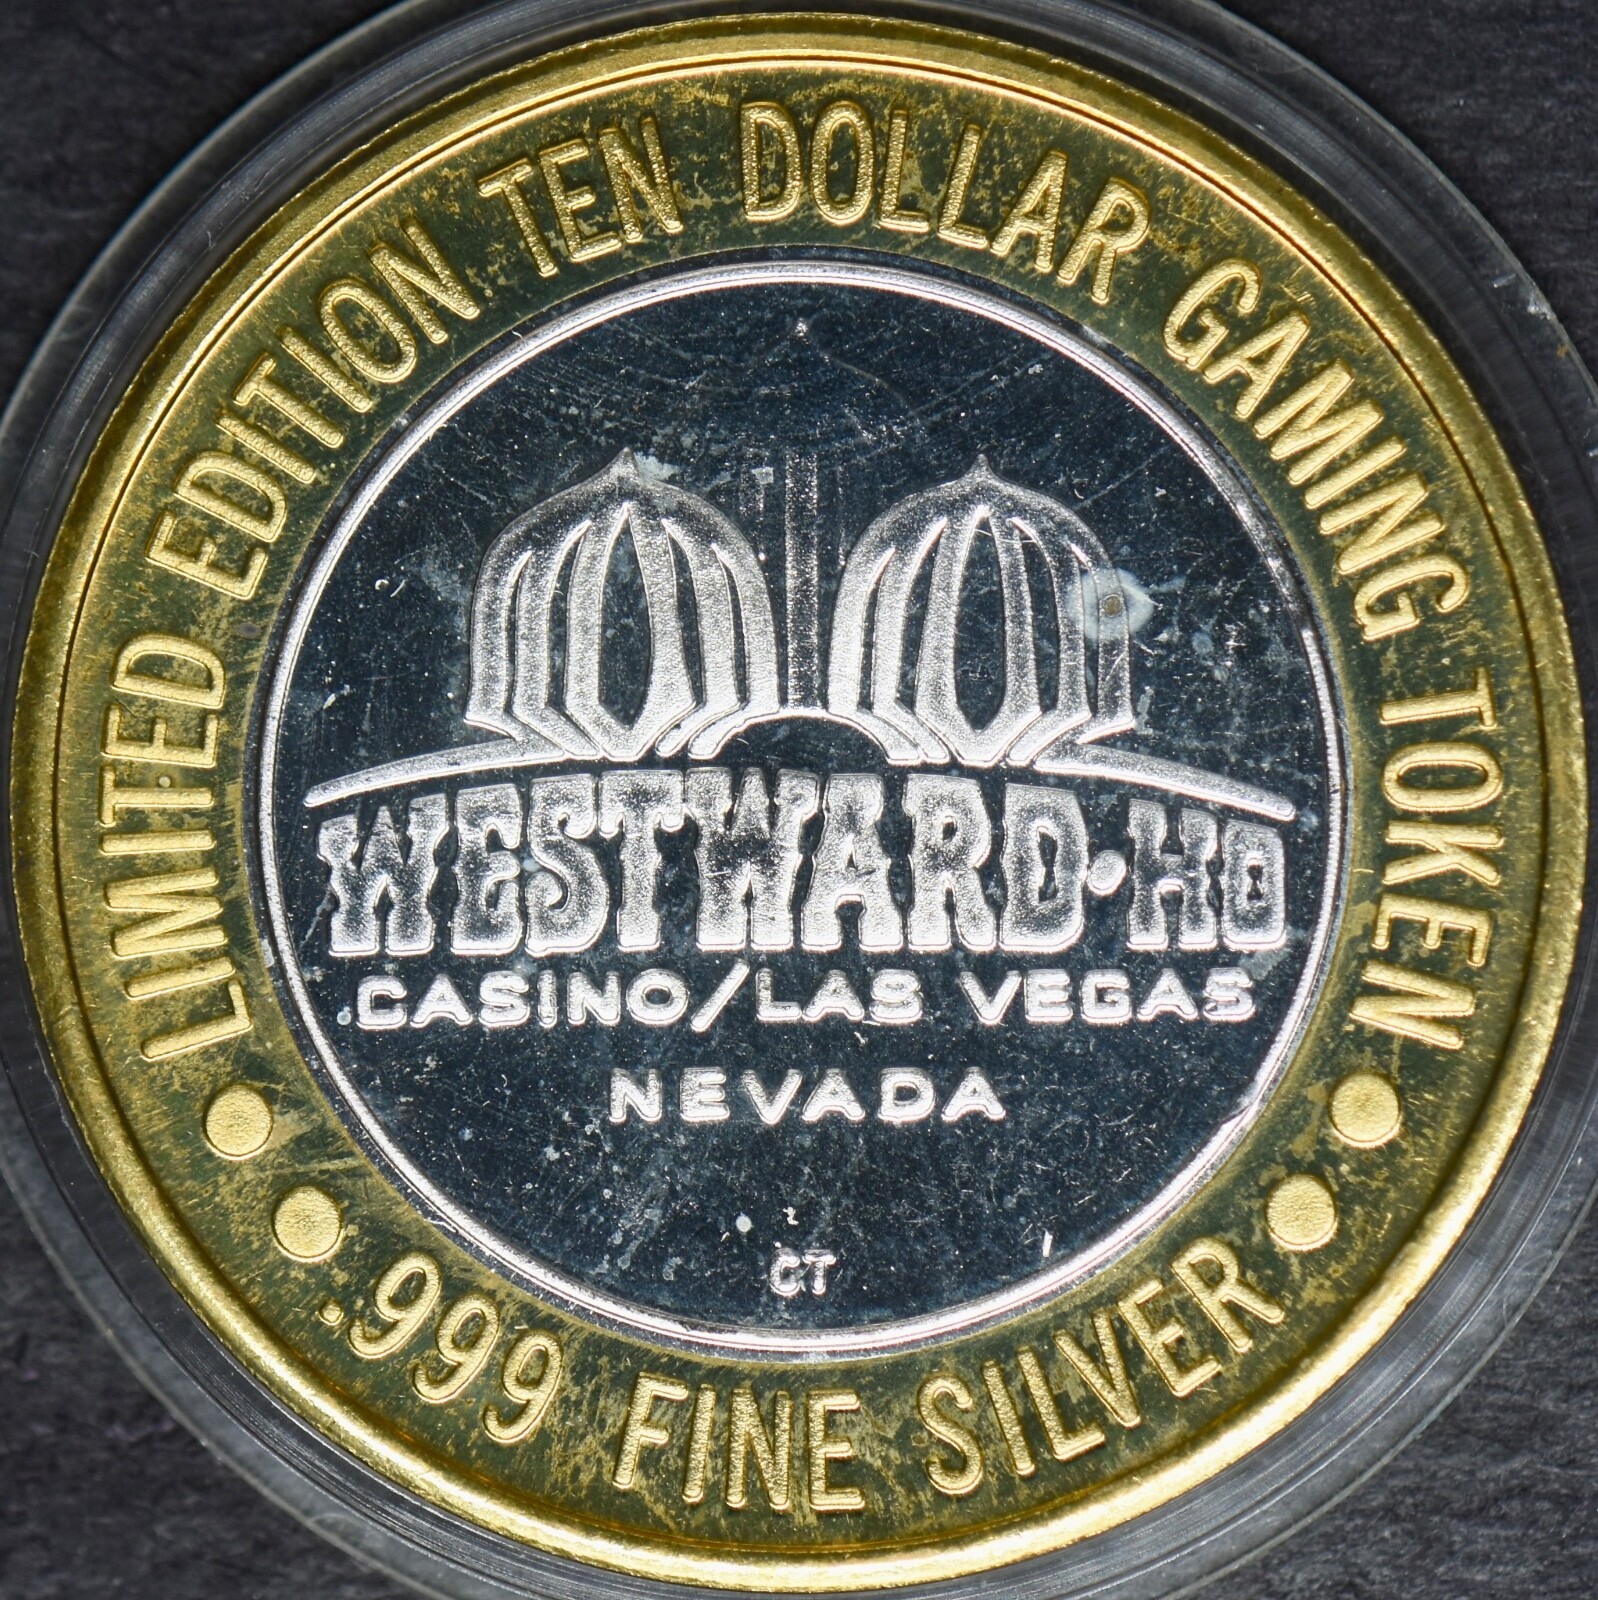 LIMITED EDITION TEN DOLLAR GAMING TOKEN
WESTWARD·HO
CASINO/LAS VEGAS
NEVADA
CT
.999 FINE SILVER